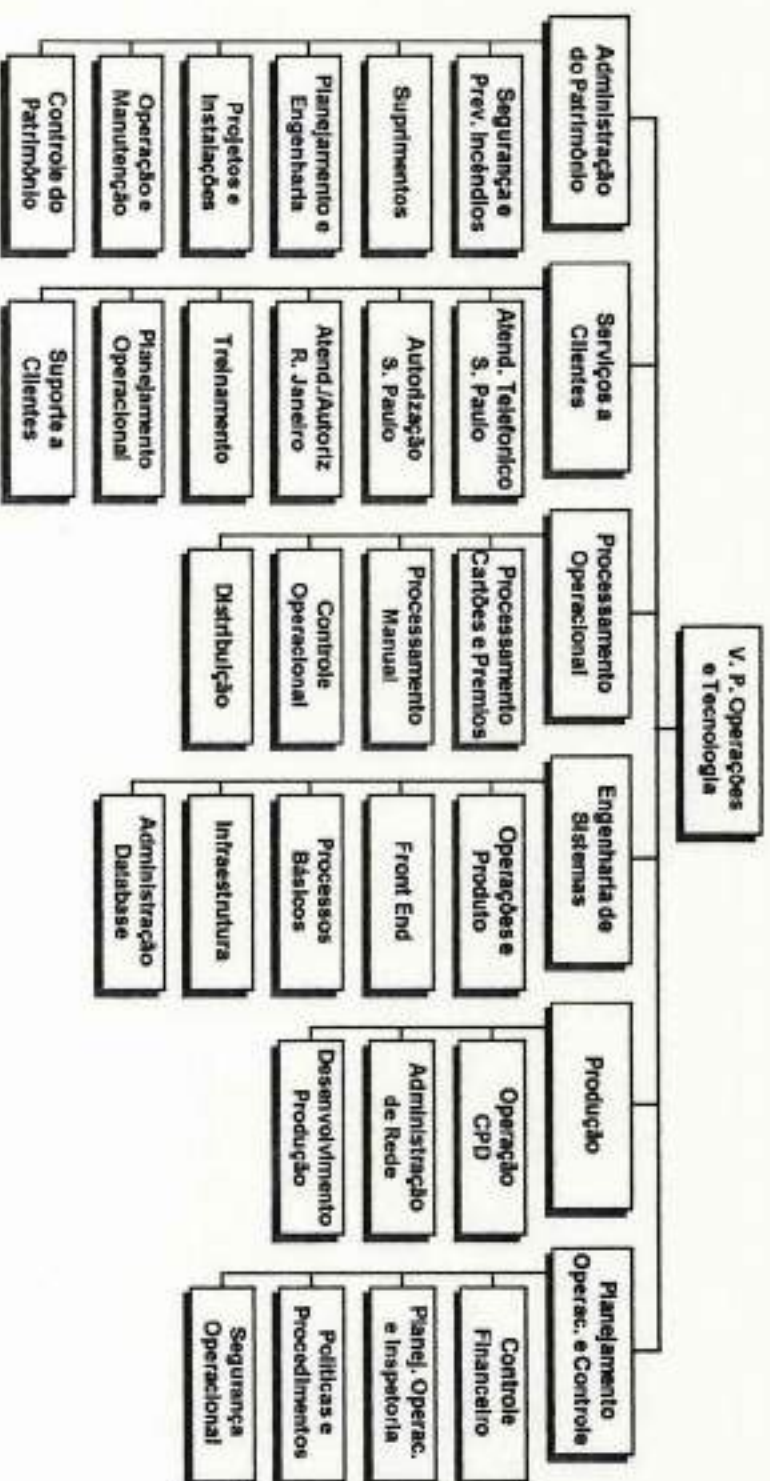 V. P. Operações
e Tecnologia
Administração
do Patrimônio
Segurança e
Prev. Incêndios
Suprimentos
Planejamento e
Engenharia
Projetos e
Instalações
Operação e
Manutenção
Controle do
Patrimônio
Serviços a
Clientes
Atend. Telefonico
S. Paulo
Autorização
S. Paulo
Atend./Autoriz
R. Janeiro
Treinamento
Planejamento
Operacional
Suporte a
Clientes
Processamento
Operacional
Processamento
Cartões e Premios
Processamento
Manual
Controle
Operacional
Distribuição
Engenharia de
Sistemas
Operações e
Produto
Front End
Processos
Básicos
Infraestrutura
Administração
Database
Produção
Operação
CPD
Administração
de Rede
Desenvolvimento
Produção
Planejamento
Operac. e Controle
Controle
Financeiro
Planej. Operac.
e Inspetoria
Politicas e
Procedimentos
Segurança
Operacional